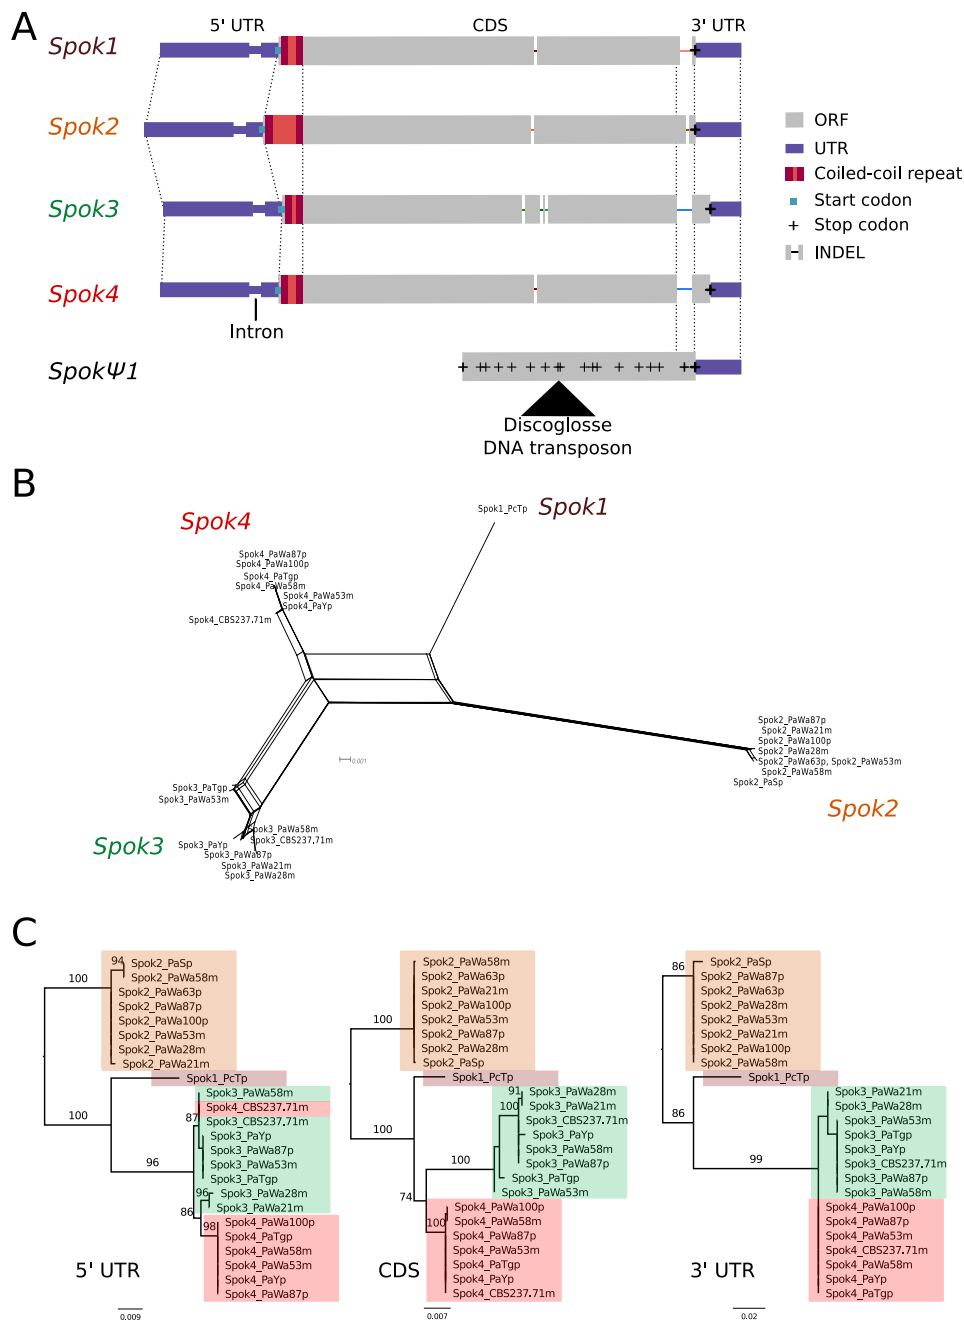 A
5' UTR
CDS
3' UTR
Spok1
Spok2
Spok3
Spok4
Intron
SpokΨ1
Discoglosse
DNA transposon
ORF
UTR
Coiled-coil repeat
Start codon
Stop codon
INDEL
B
Spok4
Spok1_PcTp
Spok1
Spok4_PaWa87p
Spok4_PaWa100p
Spok4_PaTgp
Spok4_PaWa58m
Spok4_PaWa53m
Spok4_PaYp
Spok4_CBS237.71m
0.001
Spok2_PaWa87p
Spok2_PaWa21m
Spok2_PaWa100p
Spok2_PaWa28m
Spok2_PaWa63p, Spok2_PaWa53m
Spok2_PaWa58m
Spok2_PaSp
Spok2
Spok3_PaTgp
Spok3_PaWa53m
Spok3
Spok3_PaYp
Spok3_PaWa58m
Spok3_CBS237.71m
Spok3_PaWa87p
Spok3_PaWa21m
Spok3_PaWa28m
C
100
94
Spok2_PaSp
Spok2_PaWa58m
Spok2_PaWa63p
Spok2_PaWa87p
Spok2_PaWa100p
Spok2_PaWa53m
Spok2_PaWa28m
Spok2_PaWa21m
Spok1_PcTp
100
Spok3_PaWa58m
Spok4_CBS237.71m
87
Spok3_CBS237.71m
Spok3_PaYp
Spok3_PaWa87p
96
Spok3_PaWa53m
Spok3_PaTgp
96
Spok3_PaWa28m
86
Spok3_PaWa21m
98
Spok4_PaWa100p
Spok4_PaTgp
Spok4_PaWa58m
Spok4_PaWa53m
Spok4_PaYp
Spok4_PaWa87p
5' UTR
0.009
Spok2_PaWa58m
Spok2_PaWa63p
Spok2_PaWa21m
Spok2_PaWa100p
100
Spok2_PaWa53m
Spok2_PaWa87p
Spok2_PaWa28m
Spok2_PaSp
Spok1_PcTp
91
Spok3_PaWa28m
100
Spok3_PaWa21m
Spok3_CBS237.71m
100
Spok3_PaYp
Spok3_PaWa58m
100
Spok3_PaWa87p
Spok3_PaTgp
Spok3_PaWa53m
74
Spok4_PaWa100p
100
Spok4_PaWa58m
Spok4_PaWa87p
Spok4_PaWa53m
Spok4_PaTgp
Spok4_PaYp
Spok4_CBS237.71m
CDS
0.007
86
Spok2_PaSp
Spok2_PaWa87p
Spok2_PaWa63p
Spok2_PaWa28m
Spok2_PaWa53m
Spok2_PaWa21m
Spok2_PaWa100p
Spok2_PaWa58m
Spok1_PcTp
86
Spok3_PaWa21m
Spok3_PaWa28m
Spok3_PaWa53m
Spok3_PaTgp
Spok3_PaYp
99
Spok3_CBS237.71m
Spok3_PaWa87p
Spok3_PaWa58m
Spok4_PaWa100p
Spok4_PaWa87p
Spok4_PaWa53m
Spok4_CBS237.71m
Spok4_PaWa58m
Spok4_PaYp
Spok4_PaTgp
3' UTR
0.02